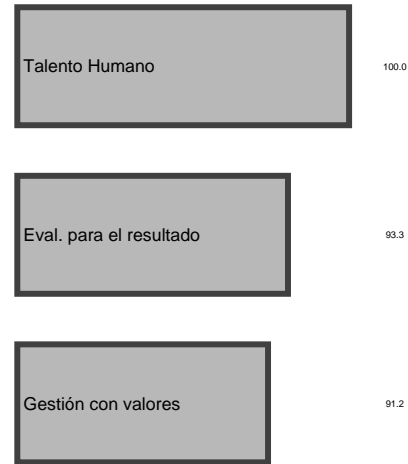 Talento Humano
100.0
Eval. para el resultado
93.3
Gestión con valores
91.2